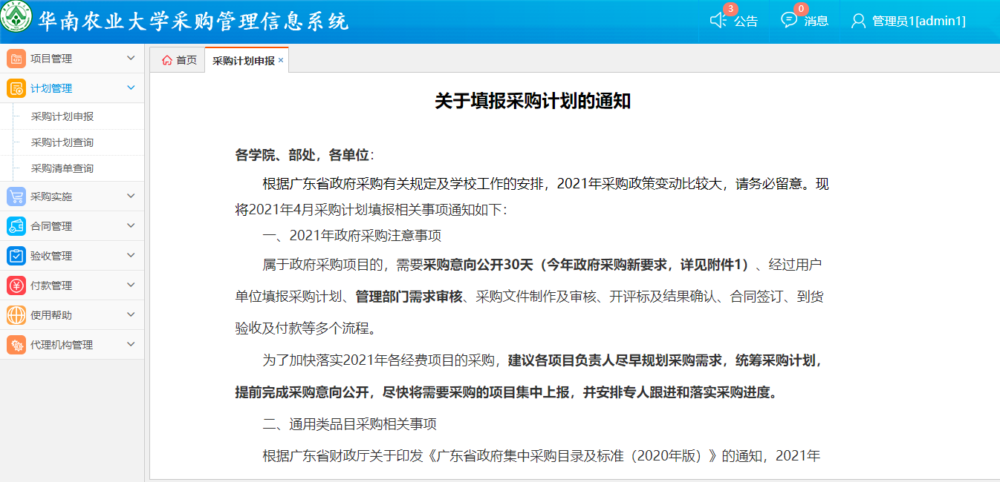 华南农业大学采购管理信息系统
3
公告
0
消息
管理员1[admin1]
项目管理
计划管理
采购计划申报
采购计划查询
采购清单查询
采购实施
合同管理
验收管理
付款管理
使用帮助
代理机构管理
首页
采购计划申报 ×
关于填报采购计划的通知
各学院、部处，各单位：
根据广东省政府采购有关规定及学校工作的安排，2021年采购政策变动比较大，请务必留意。现
将2021年4月采购计划填报相关事项通知如下：
一、2021年政府采购注意事项
属于政府采购项目的，需要采购意向公开30天（今年政府采购新要求，详见附件1）、经过用户
单位填报采购计划、管理部门需求审核、采购文件制作及审核、开评标及结果确认、合同签订、到货
验收及付款等多个流程。
为了加快落实2021年各经费项目的采购，建议各项目负责人尽早规划采购需求，统筹采购计划，
提前完成采购意向公开，尽快将需要采购的项目集中上报，并安排专人跟进和落实采购进度。
二、通用类品目采购相关事项
根据广东省财政厅关于印发《广东省政府集中采购目录及标准（2020年版）》的通知，2021年